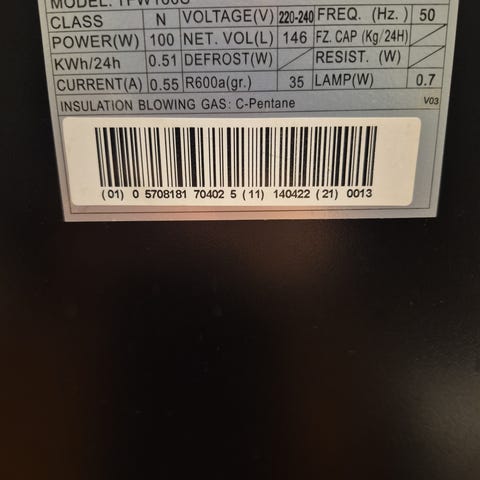 CLASS N VOLTAGE(V) 220-240 FREQ. (Hz.) 50
POWER(W) 100 NET. VOL(L) 146 FZ. CAP (Kg/24H)
KWh/24h 0.51 DEFROST(W) RESIST. (W)
CURRENT(A) 0.55 R600a(gr.) 35 LAMP(W) 0.7
INSULATION BLOWING GAS: C-Pentane V03
(01) 0 5708181 70402 5 (11) 140422 (21) 0013